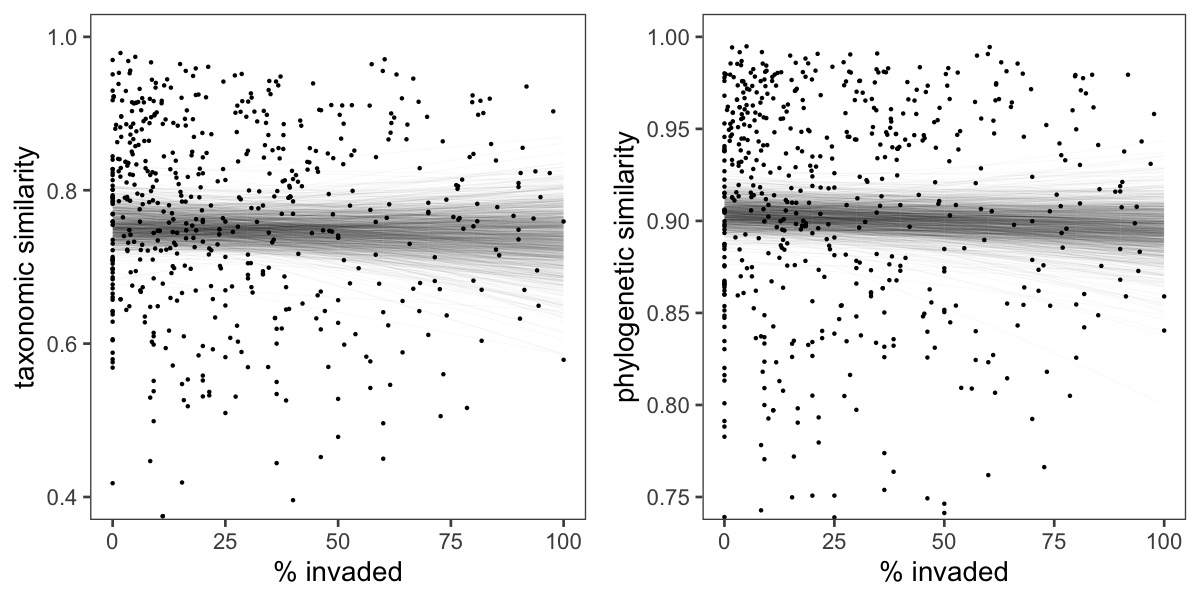 taxonomic similarity
1.0
0.8
0.6
0.4
0 25 50 75 100
% invaded
phylogenetic similarity
1.00
0.95
0.90
0.85
0.80
0.75
0 25 50 75 100
% invaded